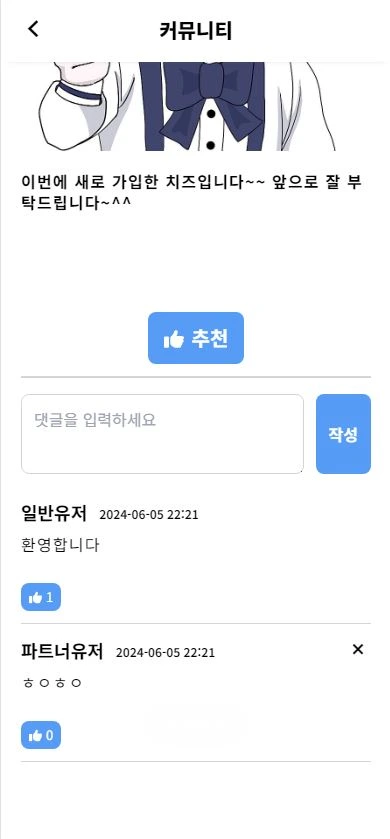 커뮤니티
이번에 새로 가입한 치즈입니다~~ 앞으로 잘 부
탁드립니다~^^
추천
댓글을 입력하세요
작성
일반유저 2024-06-05 22:21
환영합니다
1
파트너유저 2024-06-05 22:21
ㅎㅇㅎㅇ
0